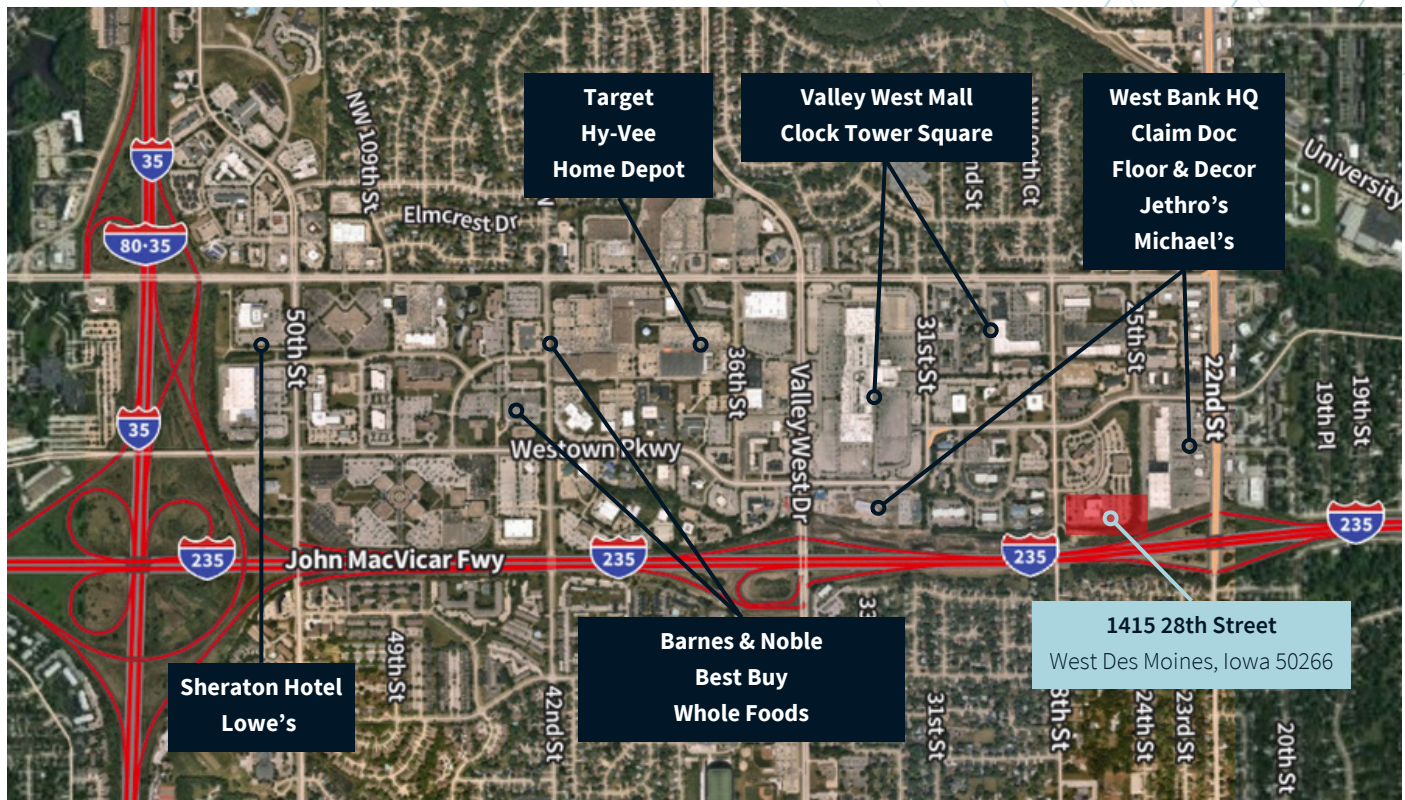 Target
Hy-Vee
Home Depot
Valley West Mall
Clock Tower Square
West Bank HQ
Claim Doc
Floor & Decor
Jethro’s
Michael’s
University
NW 109th St
Elmcrest Dr
35
80·35
50th St
36th St
Valley West Dr
31st St
25th St
22nd St
19th Pl
19th St
35
Westown Pkwy
235
John MacVicar Fwy
235
235
235
1415 28th Street
West Des Moines, Iowa 50266
Barnes & Noble
Best Buy
Whole Foods
Sheraton Hotel
Lowe’s
49th St
42nd St
31st St
24th St
23rd St
20th St